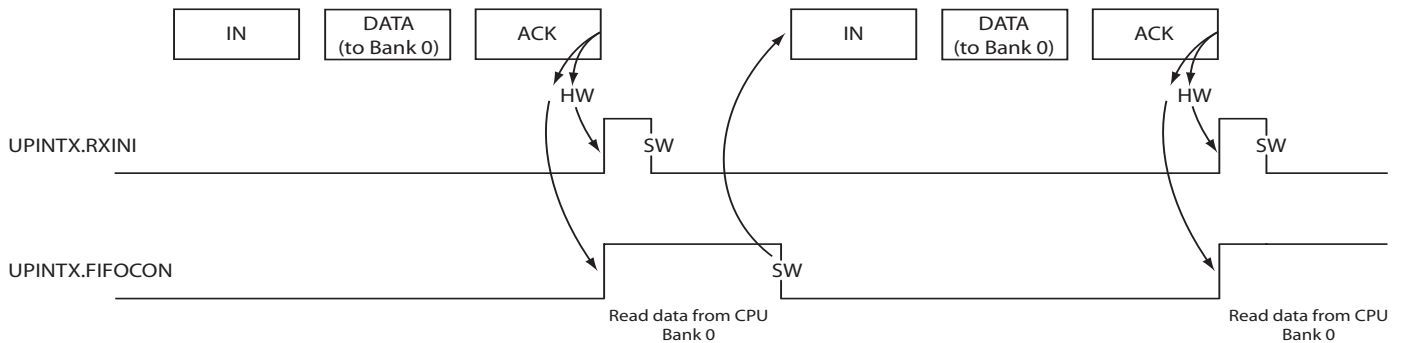 IN
DATA
(to Bank 0)
ACK
IN
DATA
(to Bank 0)
ACK
HW
HW
UPINTX.RXINI
SW
SW
UPINTX.FIFOCON
SW
Read data from CPU
Bank 0
Read data from CPU
Bank 0